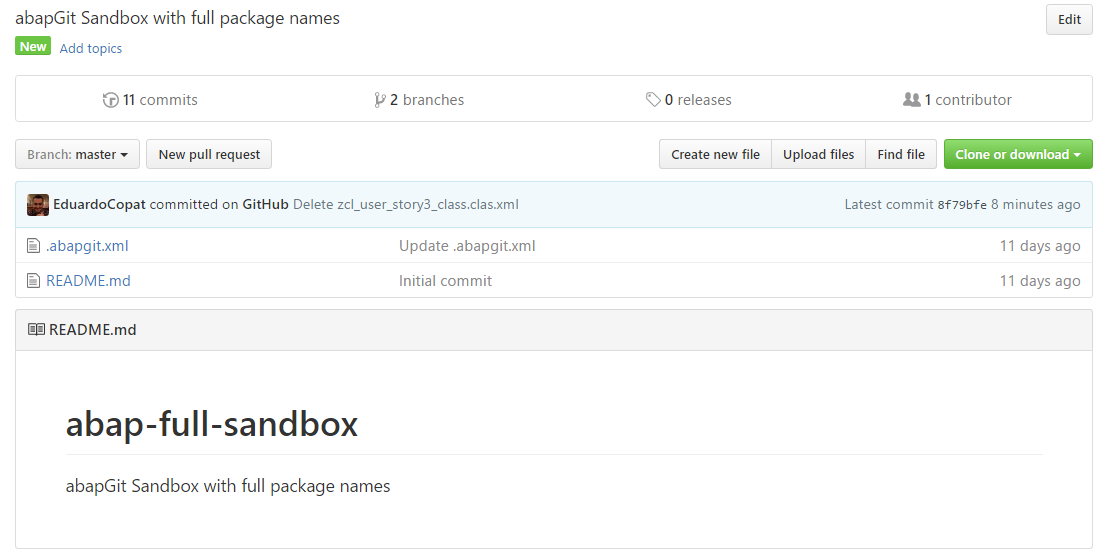 abapGit Sandbox with full package names Edit
New Add topics
11 commits 2 branches 0 releases 1 contributor
Branch: master New pull request Create new file Upload files Find file Clone or download
EduardoCopat committed on GitHub Delete zcl_user_story3_class.clas.xml Latest commit 8f79bfe 8 minutes ago
.abapgit.xml Update .abapgit.xml 11 days ago
README.md Initial commit 11 days ago
README.md
abap-full-sandbox
abapGit Sandbox with full package names